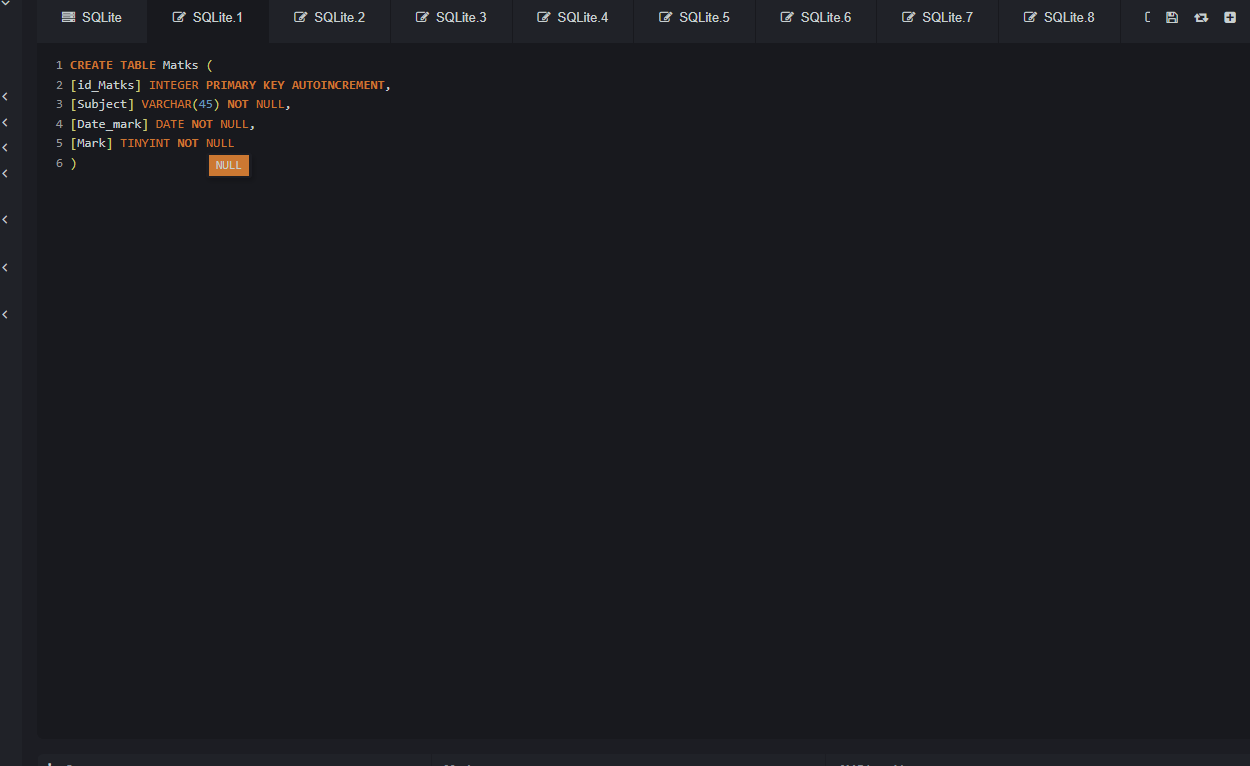 SQLite SQLite.1 SQLite.2 SQLite.3 SQLite.4 SQLite.5 SQLite.6 SQLite.7 SQLite.8
1 CREATE TABLE Matks (
2 [id_Matks] INTEGER PRIMARY KEY AUTOINCREMENT,
3 [Subject] VARCHAR(45) NOT NULL,
4 [Date_mark] DATE NOT NULL,
5 [Mark] TINYINT NOT NULL
6 )
NULL